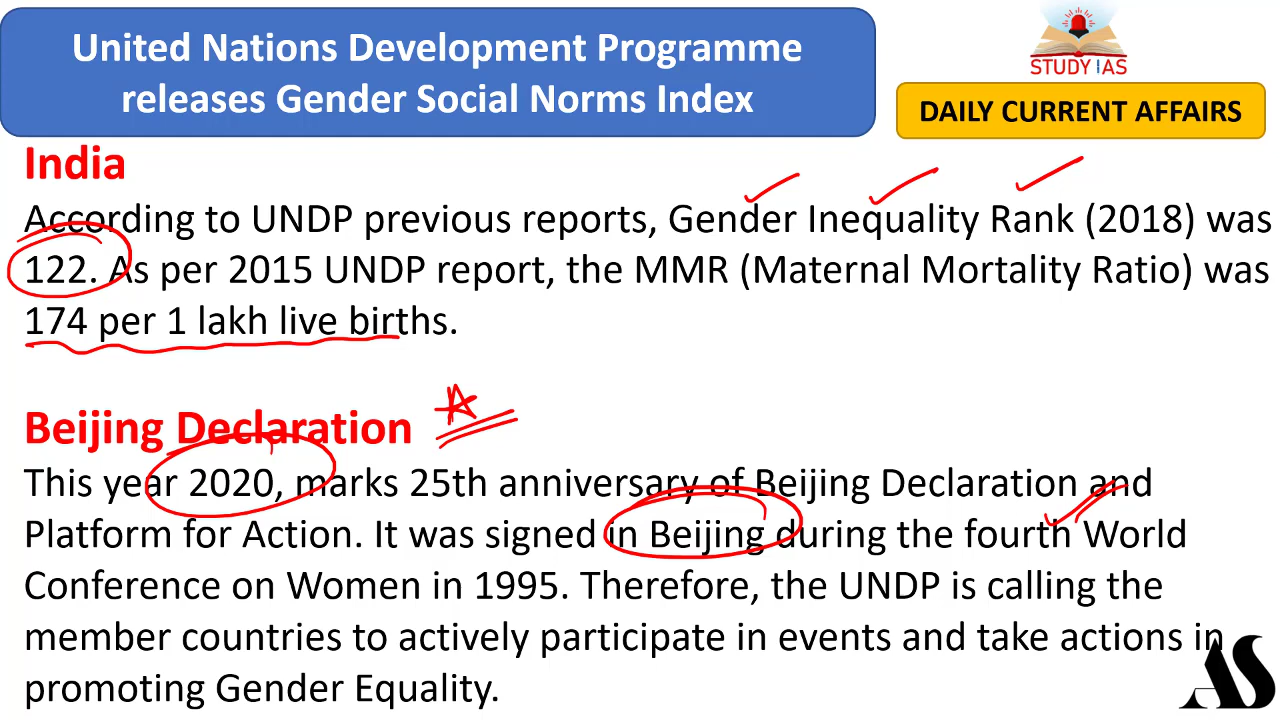 United Nations Development Programme
releases Gender Social Norms Index
STUDY IAS
DAILY CURRENT AFFAIRS
India
According to UNDP previous reports, Gender Inequality Rank (2018) was
122. As per 2015 UNDP report, the MMR (Maternal Mortality Ratio) was
174 per 1 lakh live births.
Beijing Declaration
This year 2020, marks 25th anniversary of Beijing Declaration and
Platform for Action. It was signed in Beijing during the fourth World
Conference on Women in 1995. Therefore, the UNDP is calling the
member countries to actively participate in events and take actions in
promoting Gender Equality.
AS